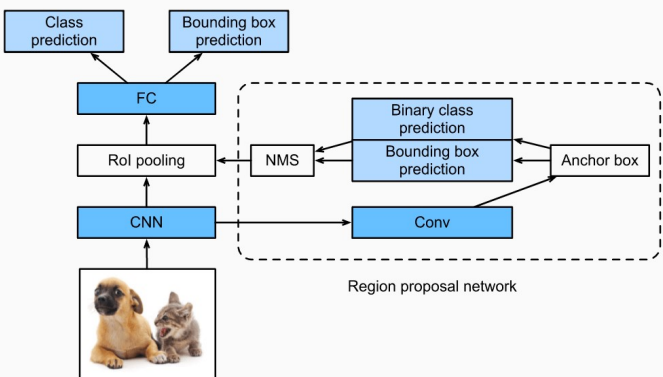 Class
prediction
Bounding box
prediction
FC
Binary class
prediction
RoI pooling
NMS
Bounding box
prediction
Anchor box
CNN
Conv
Region proposal network